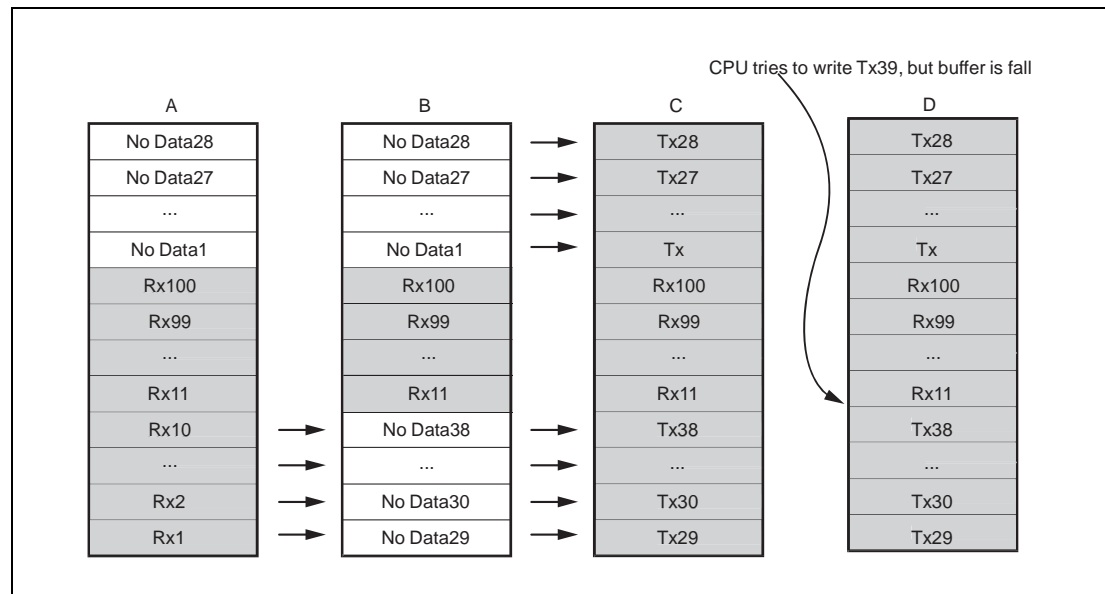 CPU tries to write Tx39, but buffer is fall
A
B
C
D
No Data28
No Data28
Tx28
Tx28
No Data27
No Data27
Tx27
Tx27
...
...
...
...
No Data1
No Data1
Tx
Tx
Rx100
Rx100
Rx100
Rx100
Rx99
Rx99
Rx99
Rx99
...
...
...
...
Rx11
Rx11
Rx11
Rx11
Rx10
No Data38
Tx38
Tx38
...
...
...
...
Rx2
No Data30
Tx30
Tx30
Rx1
No Data29
Tx29
Tx29